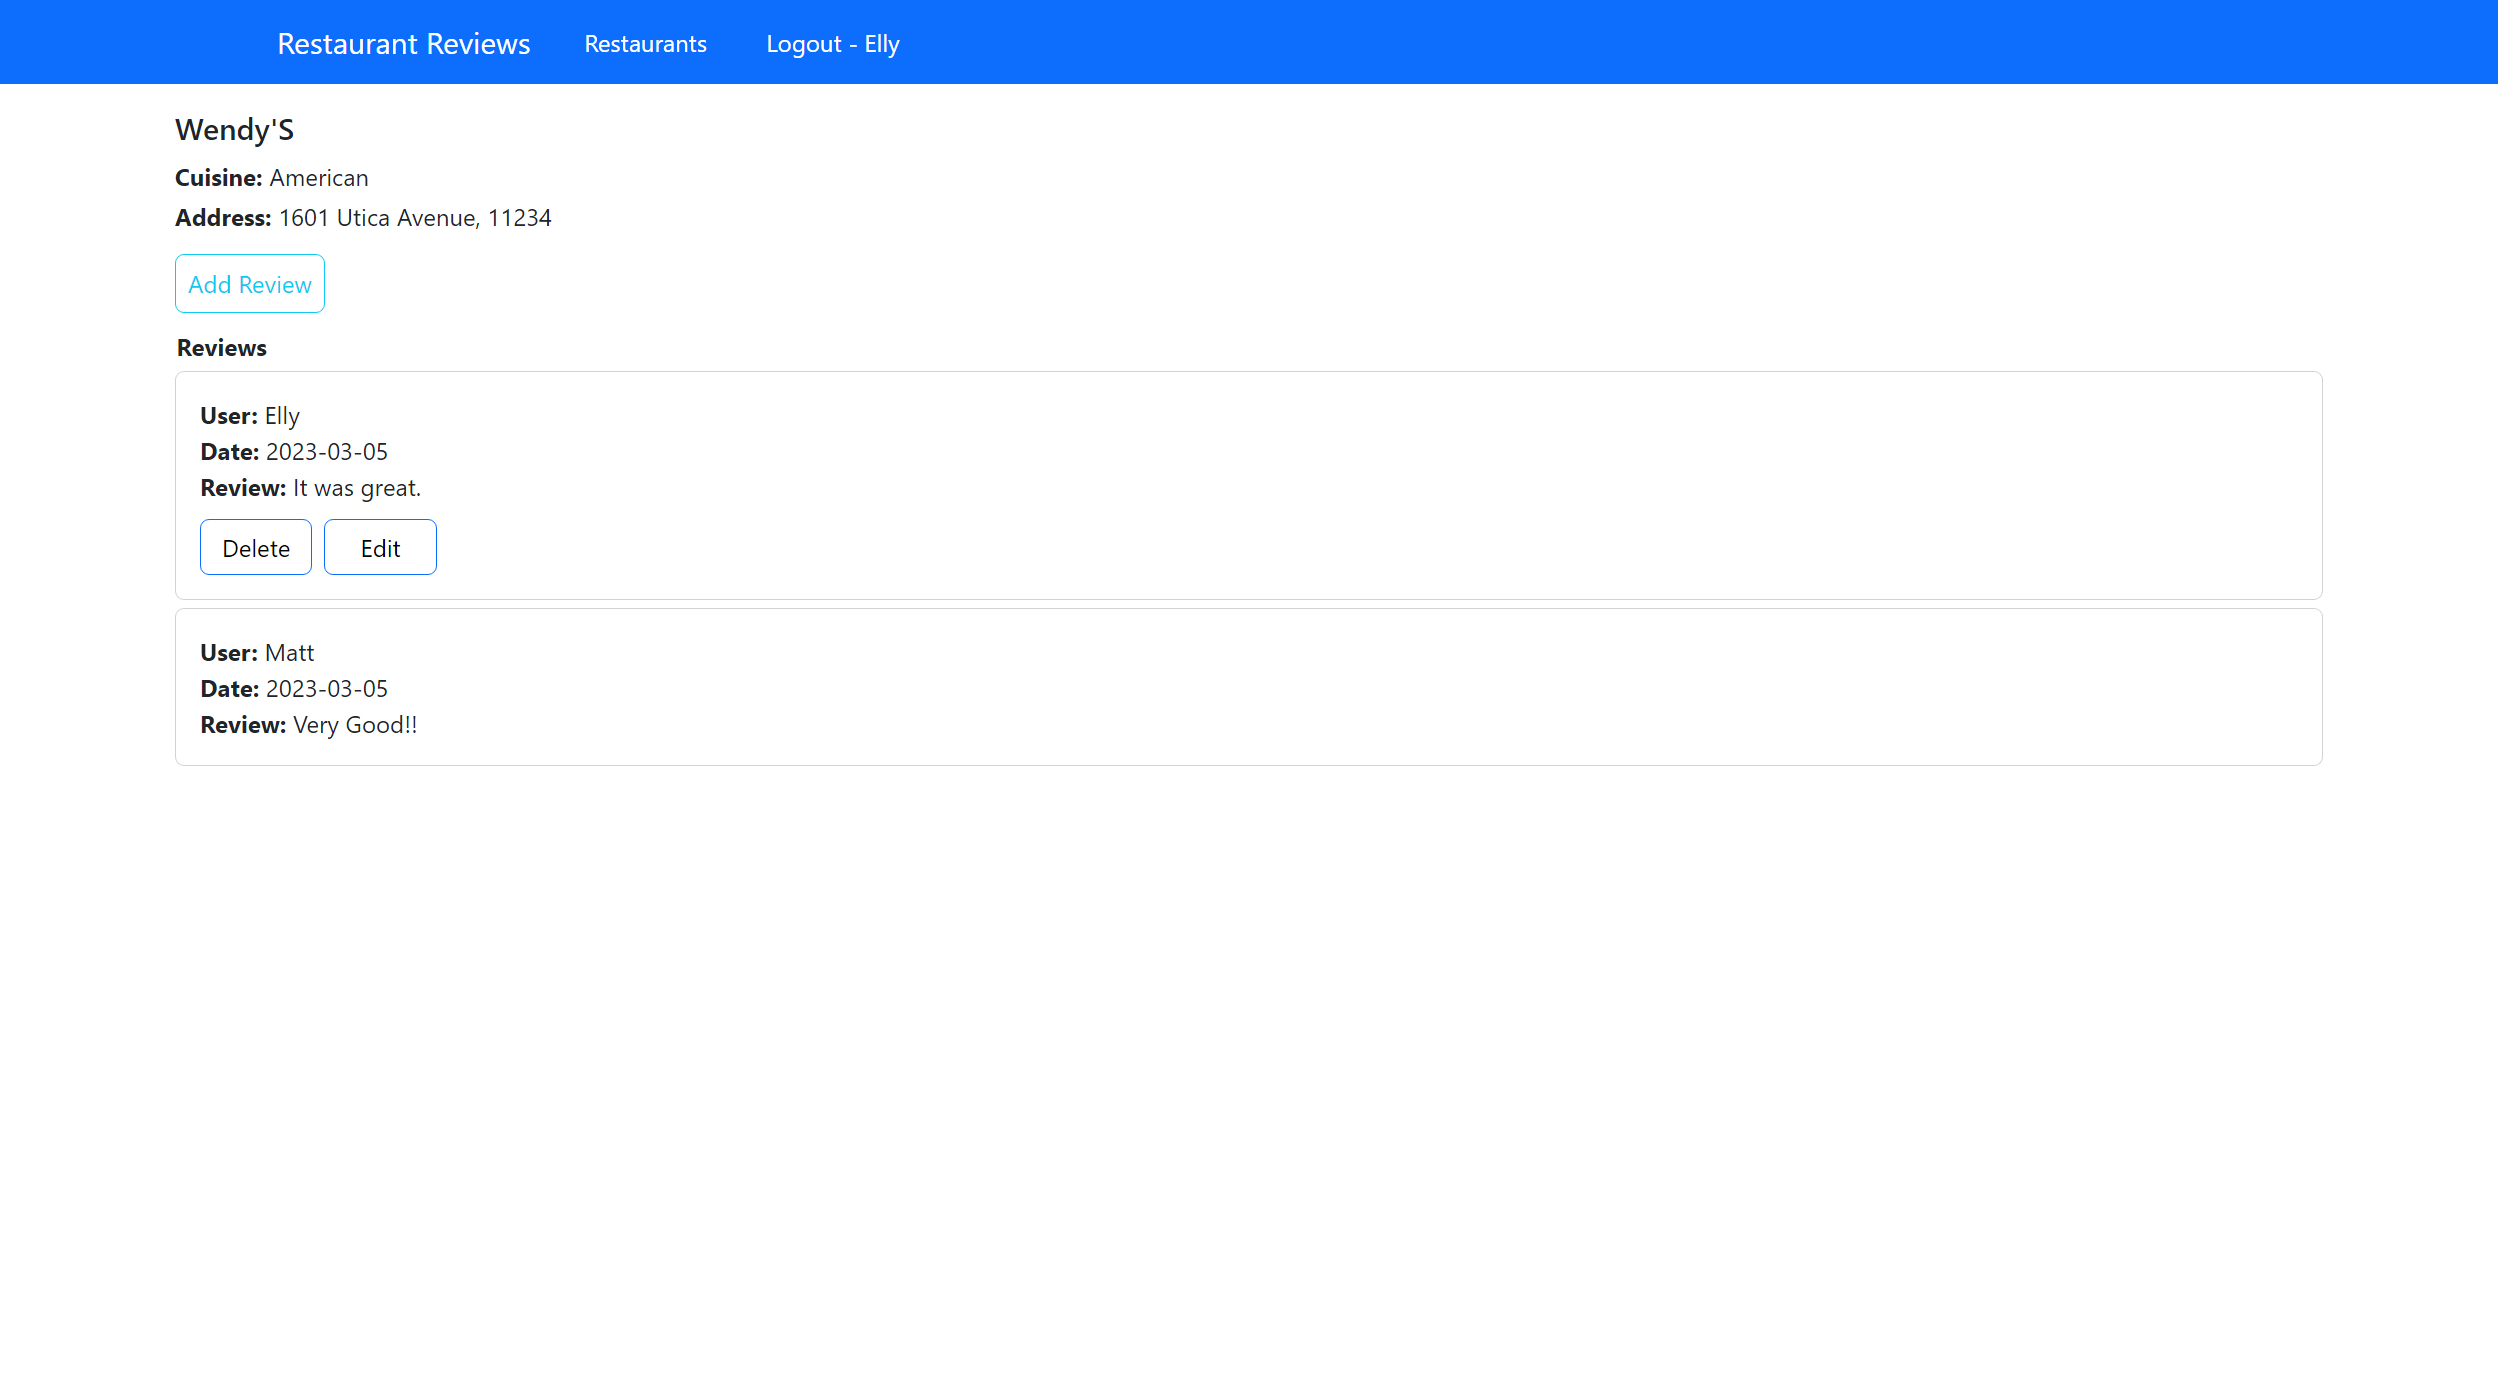 Restaurant Reviews Restaurants Logout - Elly
Wendy'S
Cuisine: American
Address: 1601 Utica Avenue, 11234
Add Review
Reviews
User: Elly
Date: 2023-03-05
Review: It was great.
Delete Edit
User: Matt
Date: 2023-03-05
Review: Very Good!!